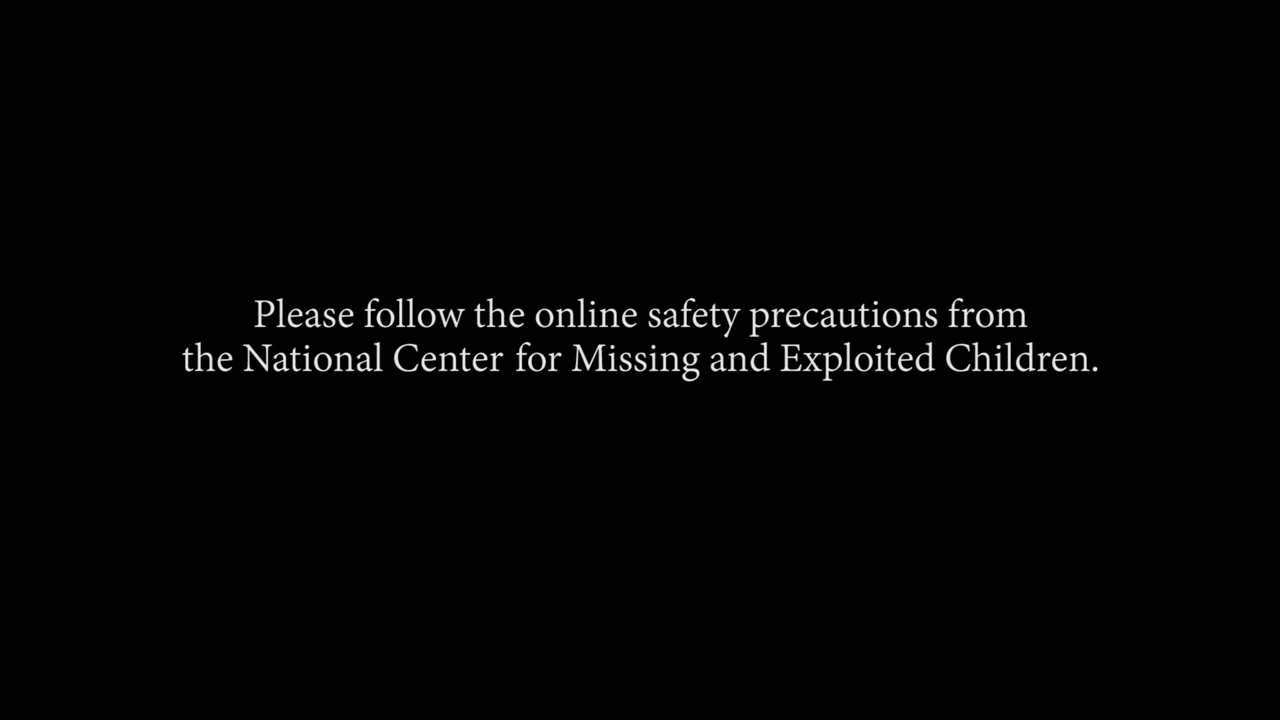 Please follow the online safety precautions from
the National Center for Missing and Exploited Children.